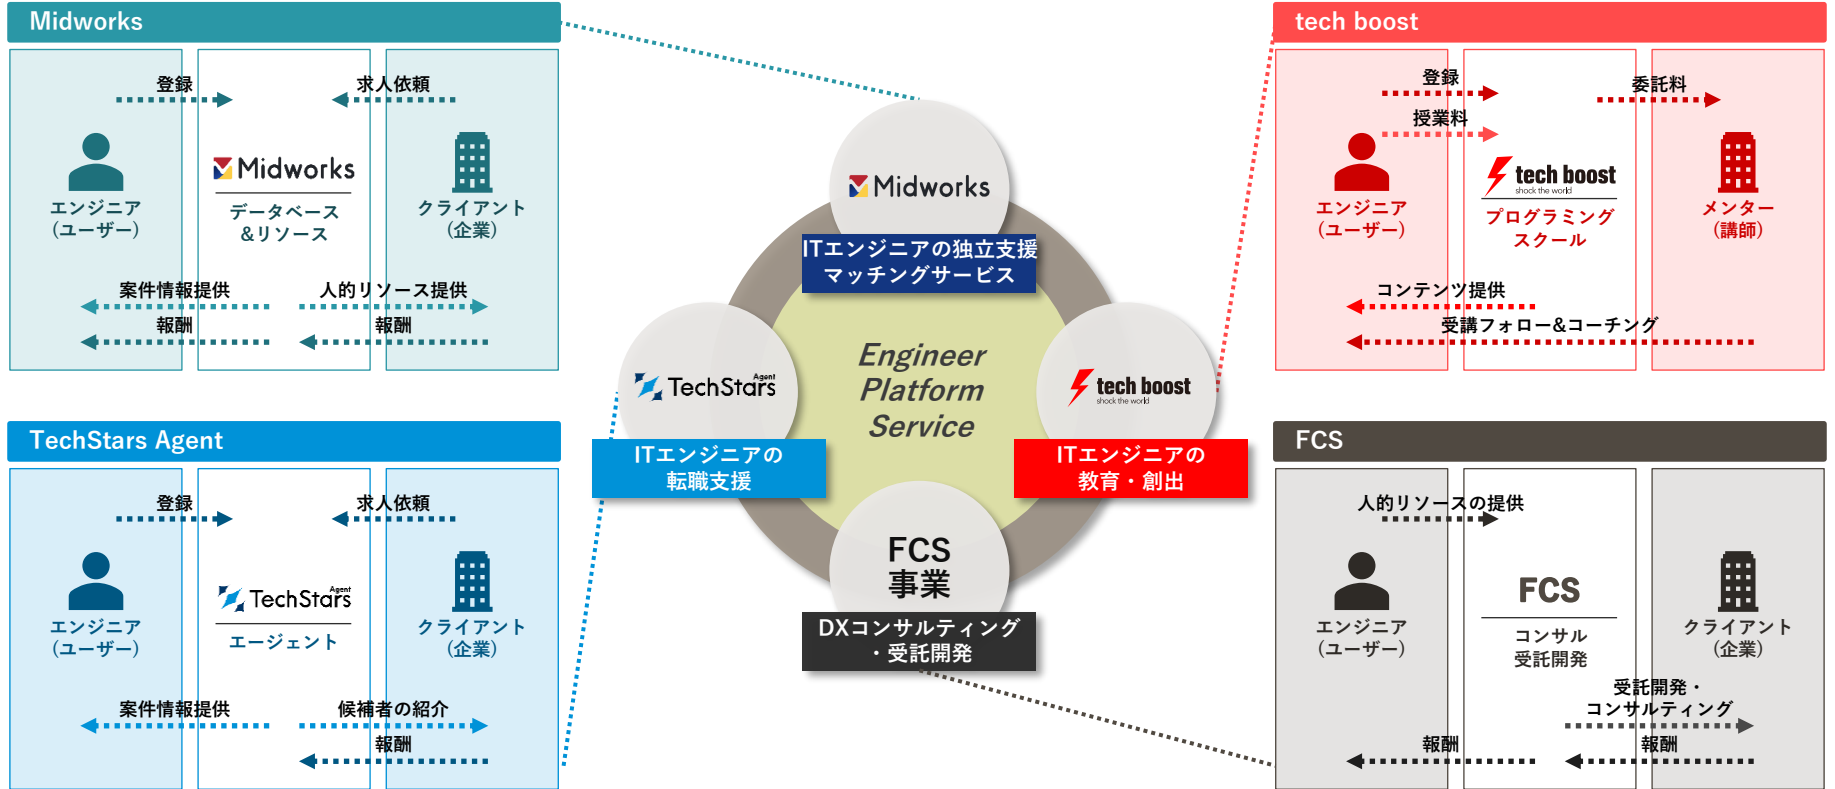 Midworks
登録
求人依頼
Midworks
エンジニア
(ユーザー)
データベース
&リソース
クライアント
(企業)
案件情報提供
人的リソース提供
報酬
報酬
TechStars Agent
登録
求人依頼
TechStars Agent
エンジニア
(ユーザー)
エージェント
クライアント
(企業)
案件情報提供
候補者の紹介
報酬
Midworks
ITエンジニアの独立支援
マッチングサービス
Engineer
Platform
Service
TechStars Agent
ITエンジニアの
転職支援
tech boost
shock the world
ITエンジニアの
教育・創出
FCS
事業
DXコンサルティング
・受託開発
tech boost
登録
委託料
授業料
tech boost
shock the world
エンジニア
(ユーザー)
プログラミング
スクール
メンター
(講師)
コンテンツ提供
受講フォロー&コーチング
FCS
人的リソースの提供
FCS
エンジニア
(ユーザー)
コンサル
受託開発
クライアント
(企業)
受託開発・
コンサルティング
報酬
報酬